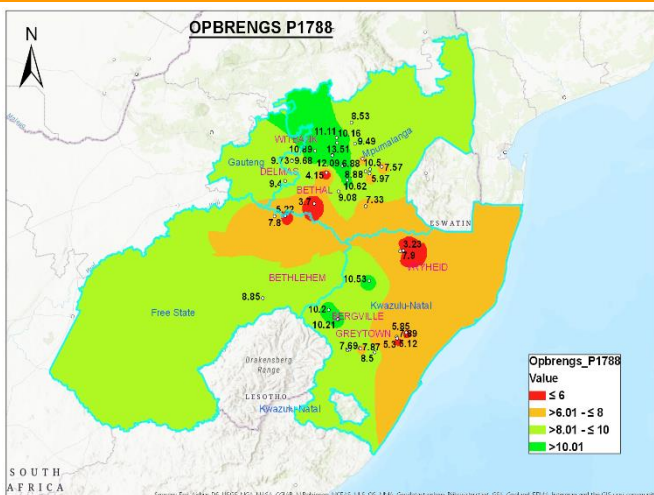 OPBRENGS P1788
N
8.53
11.11
10.16
WITBANK
9.49
10.89
13.51
Mpumalanga
9.73
9.68
12.09
6.88
10.5
7.57
Gauteng
DELMAS
4.15
8.88
5.97
9.4
BETHAL
10.62
9.08
3.7
7.33
5.22
7.8
ESWATIN
3.23
7.8
VRYHEID
BETHLEHEM
10.53
8.85
Kwazulu-Natal
Free State
10.2
BERGVILLE
10.21
5.85
GREYTOWN
7.89
7.69
7.87
5.3
5.12
8.5
Drakensberg
Range
LESOTHO
Kwazulu-Natal
Opbrengs_P1788
Value
≤ 6
>6.01 - ≤ 8
>8.01 - ≤ 10
>10.01
SOUTH
AFRICA